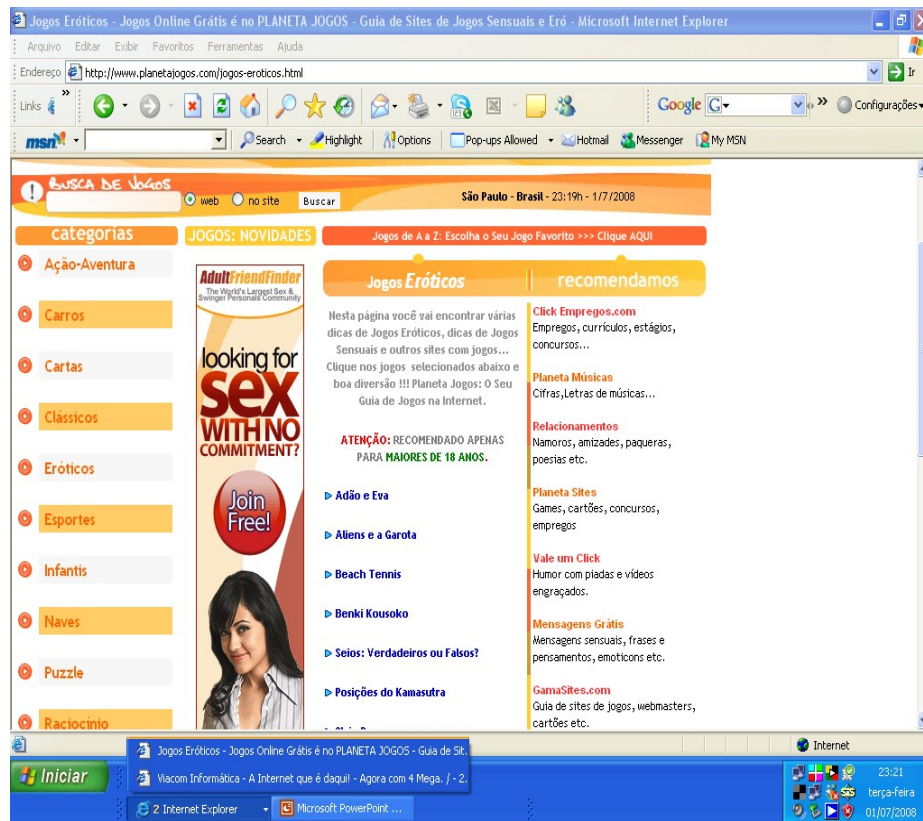 Jogos Eróticos - Jogos Online Grátis é no PLANETA JOGOS - Guia de Sites de Jogos Sensuais e Eró - Microsoft Internet Explorer
Arquivo Editar Exibir Favoritos Ferramentas Ajuda
Endereço http://www.planetajogos.com/jogos-eroticos.html Ir
Links » Google G » Configurações
msn Search Highlight Options Pop-ups Allowed Hotmail Messenger My MSN
BUSCA DE JOGOS
web no site Buscar São Paulo - Brasil - 23:19h - 1/7/2008
categorias
Ação-Aventura
Carros
Cartas
Clássicos
Eróticos
Esportes
Infantis
Naves
Puzzle
Raciocínio
JOGOS: NOVIDADES
Jogos de A a Z: Escolha o Seu Jogo Favorito >>> Clique AQUI
AdultFriendFinder
The World's Largest Sex &
Swinger Personals Community
looking for
SEX
WITH NO
COMMITMENT?
Join
Free!
Jogos Eróticos
Nesta página você vai encontrar várias
dicas de Jogos Eróticos, dicas de Jogos
Sensuais e outros sites com jogos...
Clique nos jogos selecionados abaixo e
boa diversão !!! Planeta Jogos: O Seu
Guia de Jogos na Internet.
ATENÇÃO: RECOMENDADO APENAS
PARA MAIORES DE 18 ANOS.
Adão e Eva
Aliens e a Garota
Beach Tennis
Benki Kousoko
Seios: Verdadeiros ou Falsos?
Posições do Kamasutra
recomendamos
Click Empregos.com
Empregos, currículos, estágios,
concursos...
Planeta Músicas
Cifras,Letras de músicas...
Relacionamentos
Namoros, amizades, paqueras,
poesias etc.
Planeta Sites
Games, cartões, concursos,
empregos
Vale um Click
Humor com piadas e vídeos
engraçados.
Mensagens Grátis
Mensagens sensuais, frases e
pensamentos, emoticons etc.
GamaSites.com
Guia de sites de jogos, webmasters,
cartões etc.
Internet
Jogos Eróticos - Jogos Online Grátis é no PLANETA JOGOS - Guia de Sit...
Viacom Informática - A Internet que é daqui! - Agora com 4 Mega. / - 2...
Iniciar
2 Internet Explorer Microsoft PowerPoint ...
SiS
23:21
terça-feira
01/07/2008